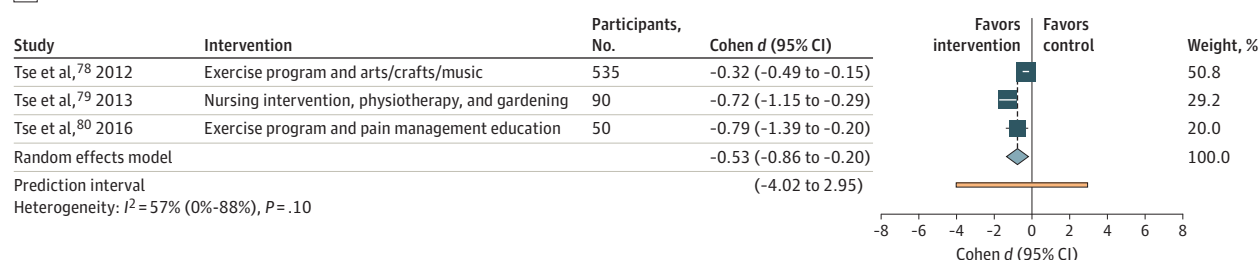 Study Intervention Participants, No. Cohen d (95% CI) Favors intervention Favors control Weight, %
Tse et al,78 2012 Exercise program and arts/crafts/music 535 -0.32 (-0.49 to -0.15) 50.8
Tse et al,79 2013 Nursing intervention, physiotherapy, and gardening 90 -0.72 (-1.15 to -0.29) 29.2
Tse et al,80 2016 Exercise program and pain management education 50 -0.79 (-1.39 to -0.20) 20.0
Random effects model -0.53 (-0.86 to -0.20) 100.0
Prediction interval (-4.02 to 2.95)
Heterogeneity: I2=57% (0%-88%), P=.10
-8 -6 -4 -2 0 2 4 6 8
Cohen d (95% CI)